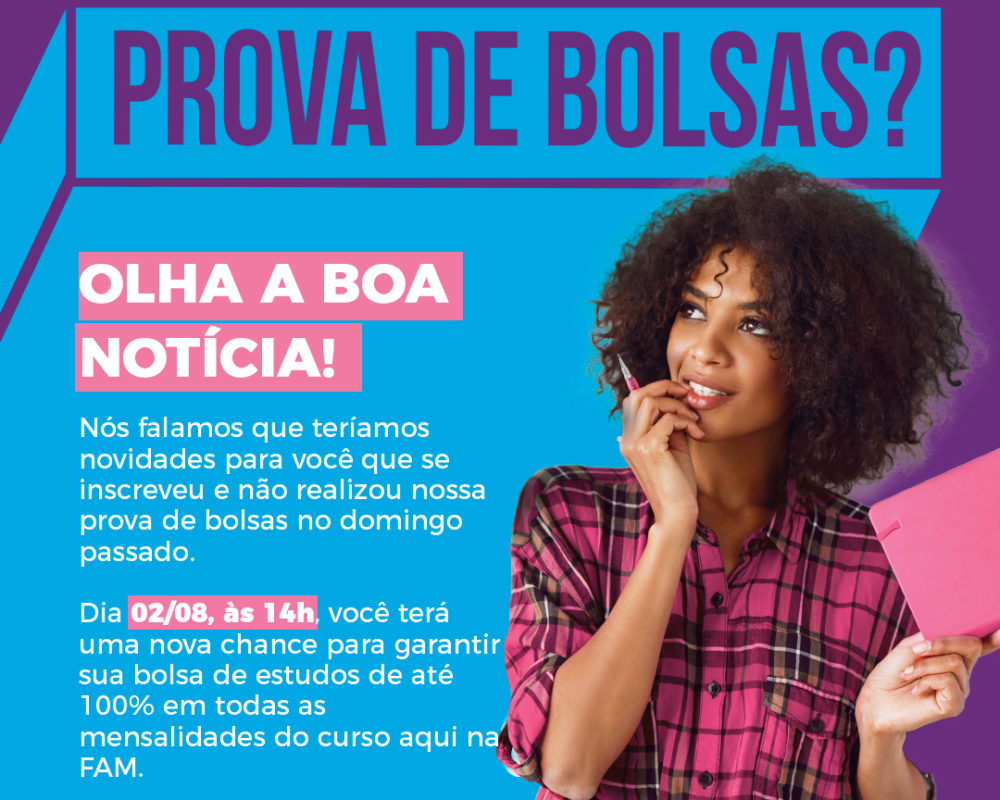 PROVA DE BOLSAS?
OLHA A BOA
NOTÍCIA!
Nós falamos que teríamos
novidades para você que se
inscreveu e não realizou nossa
prova de bolsas no domingo
passado.
Dia 02/08, às 14h, você terá
uma nova chance para garantir
sua bolsa de estudos de até
100% em todas as
mensalidades do curso aqui na
FAM.